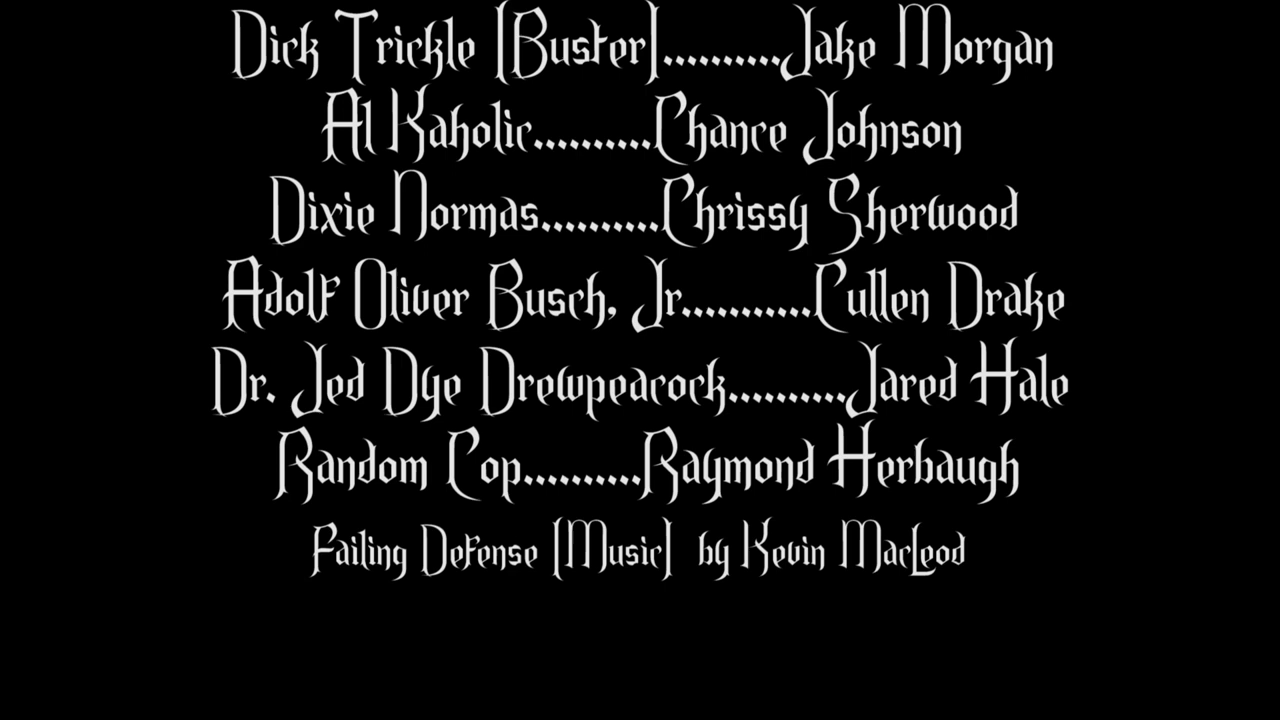 Dick Trickle (Buster)..........Jake Morgan
Al Kaholic..........Chance Johnson
Dixie Normas..........Chrissy Sherwood
Adolf Oliver Busch, Jr...........Cullen Drake
Dr. Jed Dye Drewpeacock..........Jared Hale
Random Cop..........Raymond Herbaugh
Failing Defense (Music) by Kevin MacLeod